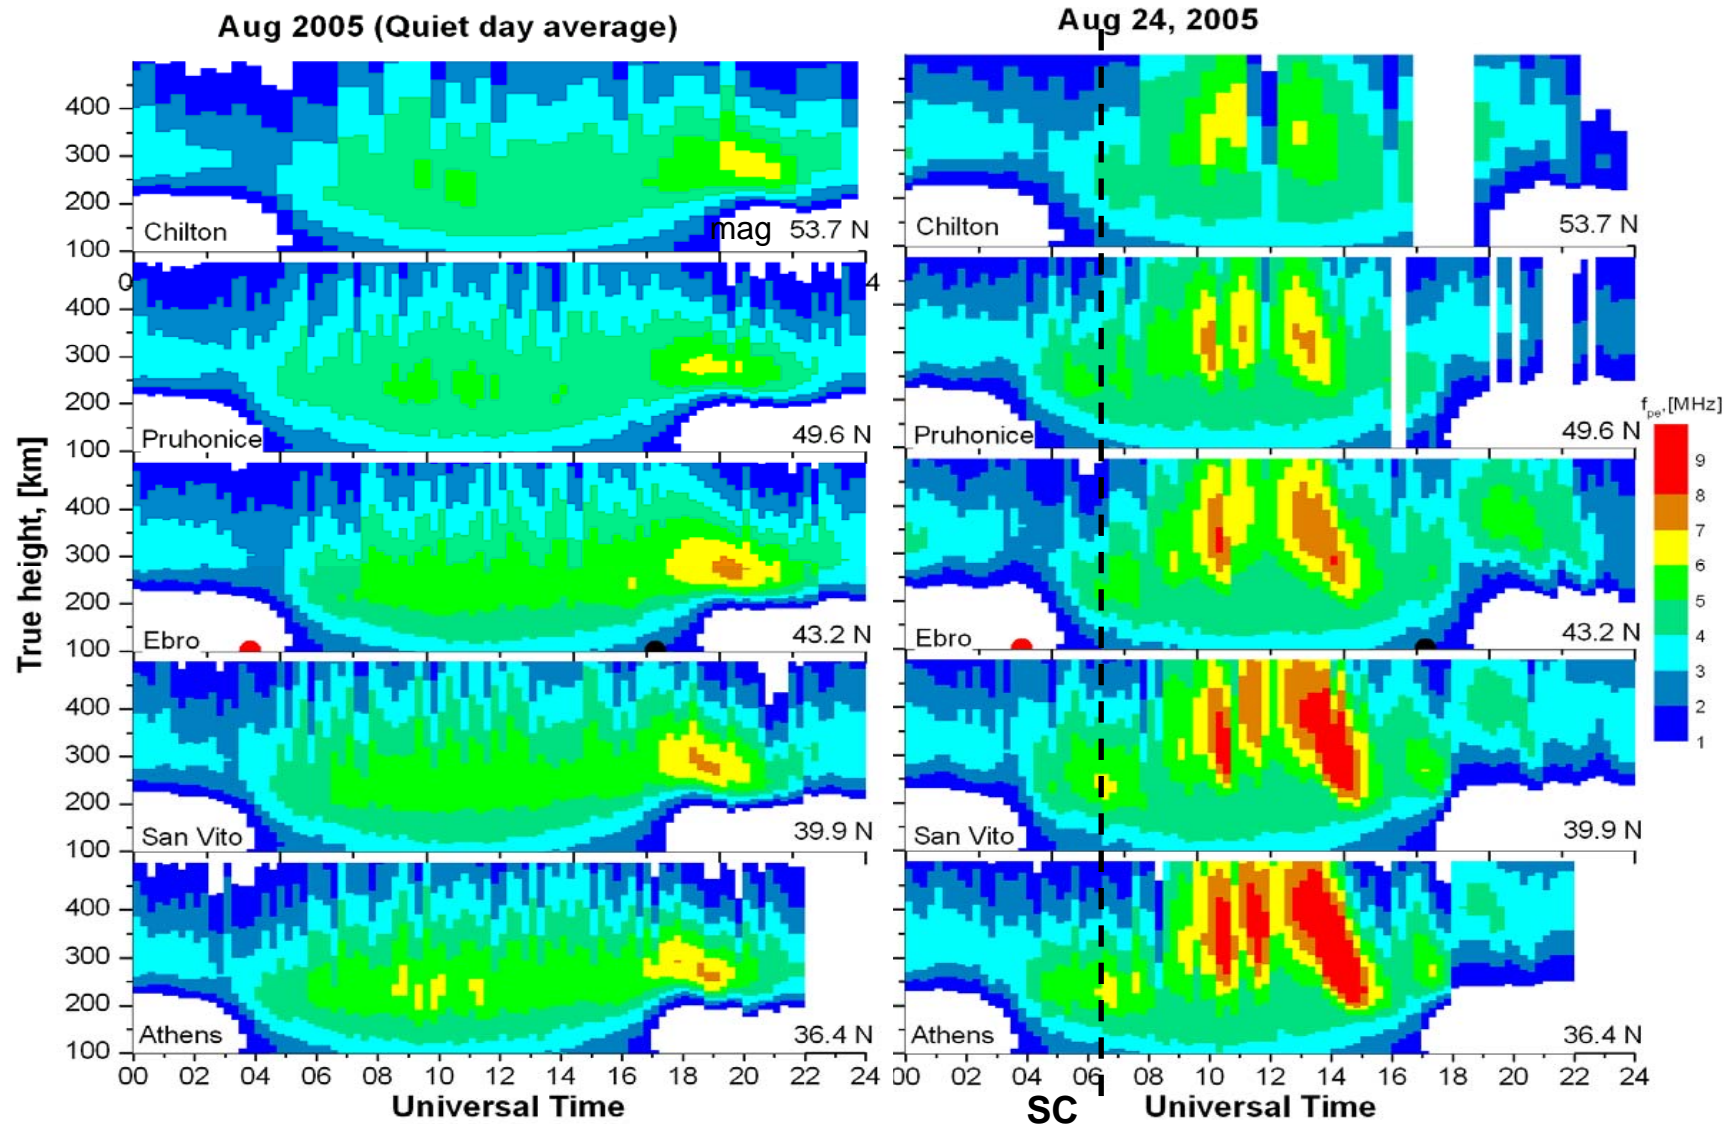 Aug 2005 (Quiet day average)
Aug 24, 2005
True height, [km]
400
300
200
100
Chilton
mag 53.7 N
0
4
400
300
200
100
Pruhonice
49.6 N
400
300
200
100
Ebro
43.2 N
400
300
200
100
San Vito
39.9 N
400
300
200
100
Athens
36.4 N
00 02 04 06 08 10 12 14 16 18 20 22 24
Universal Time
Chilton
53.7 N
Pruhonice
49.6 N
Ebro
43.2 N
San Vito
39.9 N
Athens
36.4 N
00 02 04 06 08 10 12 14 16 18 20 22 24
SC
Universal Time
fpe,[MHz]
9
8
7
6
5
4
3
2
1